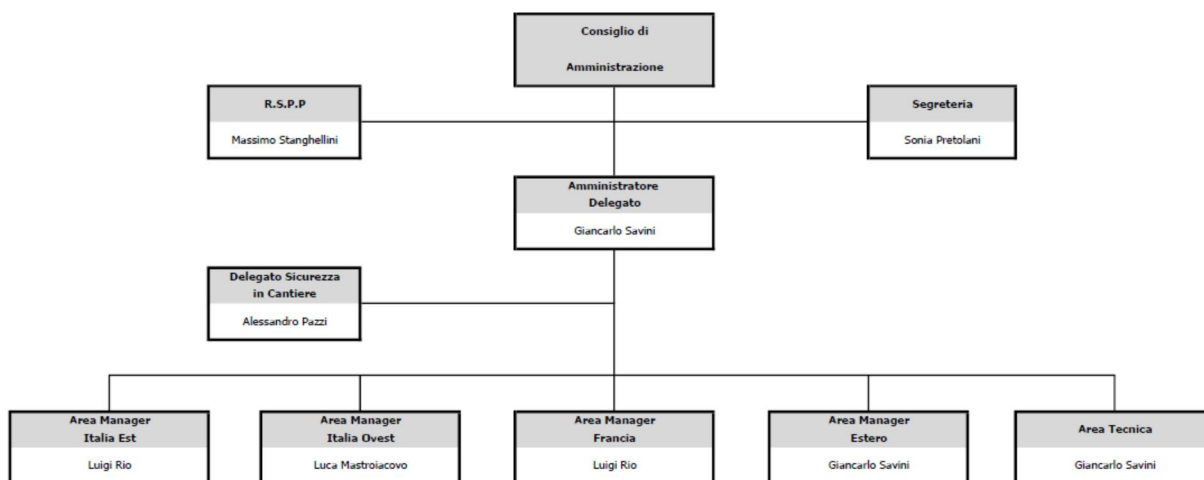 Consiglio di
Amministrazione
R.S.P.P
Massimo Stanghellini
Segreteria
Sonia Pretolani
Amministratore
Delegato
Giancarlo Savini
Delegato Sicurezza
in Cantiere
Alessandro Pazzi
Area Manager
Italia Est
Luigi Rio
Area Manager
Italia Ovest
Luca Mastroiacovo
Area Manager
Francia
Luigi Rio
Area Manager
Estero
Giancarlo Savini
Area Tecnica
Giancarlo Savini